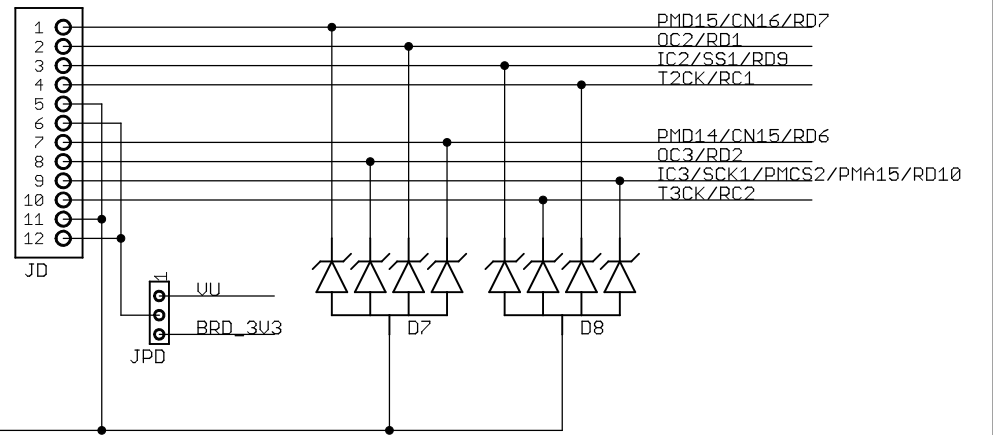 1 PMD15/CN16/RD7
2 OC2/RD1
3 IC2/SS1/RD9
4 T2CK/RC1
5
6
7 PMD14/CN15/RD6
8 OC3/RD2
9 IC3/SCK1/PMCS2/PMA15/RD10
10 T3CK/RC2
11
12
JD
1
VU
BRD_3V3
D7
D8
JPD